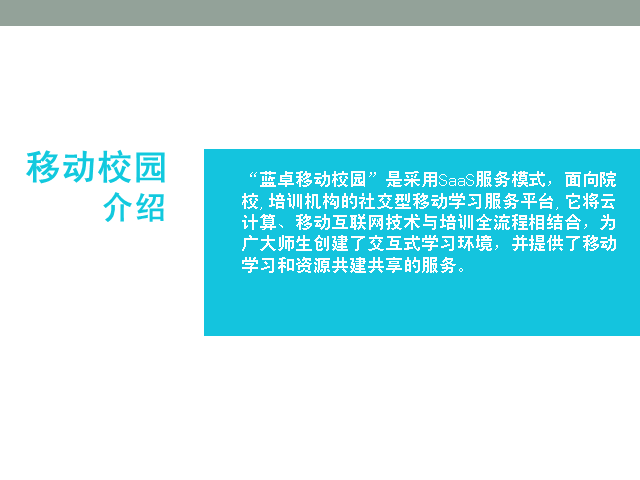 移动校园
介绍
“蓝卓移动校园”是采用SaaS服务模式，面向院
校, 培训机构的社交型移动学习服务平台, 它将云
计算、移动互联网技术与培训全流程相结合，为
广大师生创建了交互式学习环境，并提供了移动
学习和资源共建共享的服务。